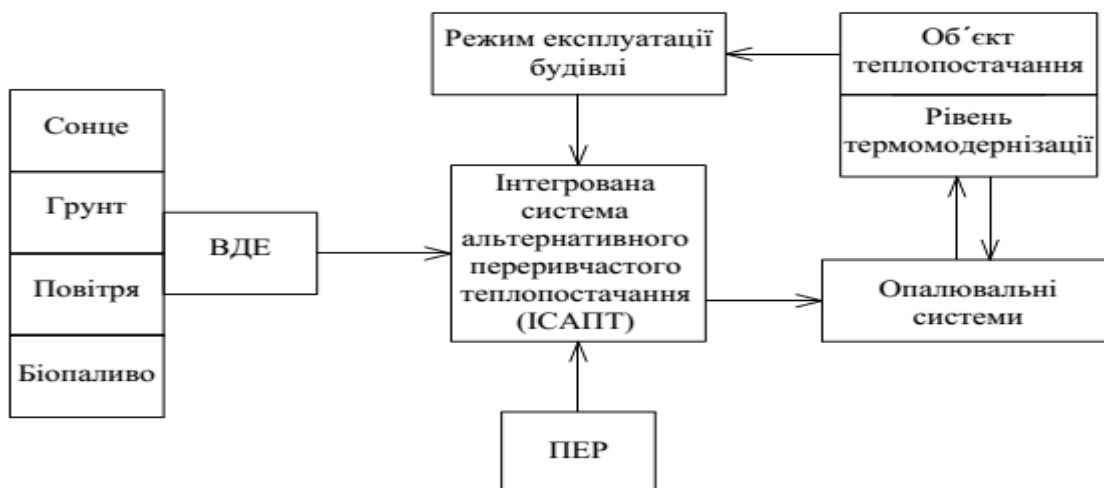 Режим експлуатації
будівлі
Об´єкт
теплопостачання
Рівень
термомодернізації
Сонце
Грунт
Повітря
Біопаливо
ВДЕ
Інтегрована
система
альтернативного
переривчастого
теплопостачання
(ІСАПТ)
Опалювальні
системи
ПЕР